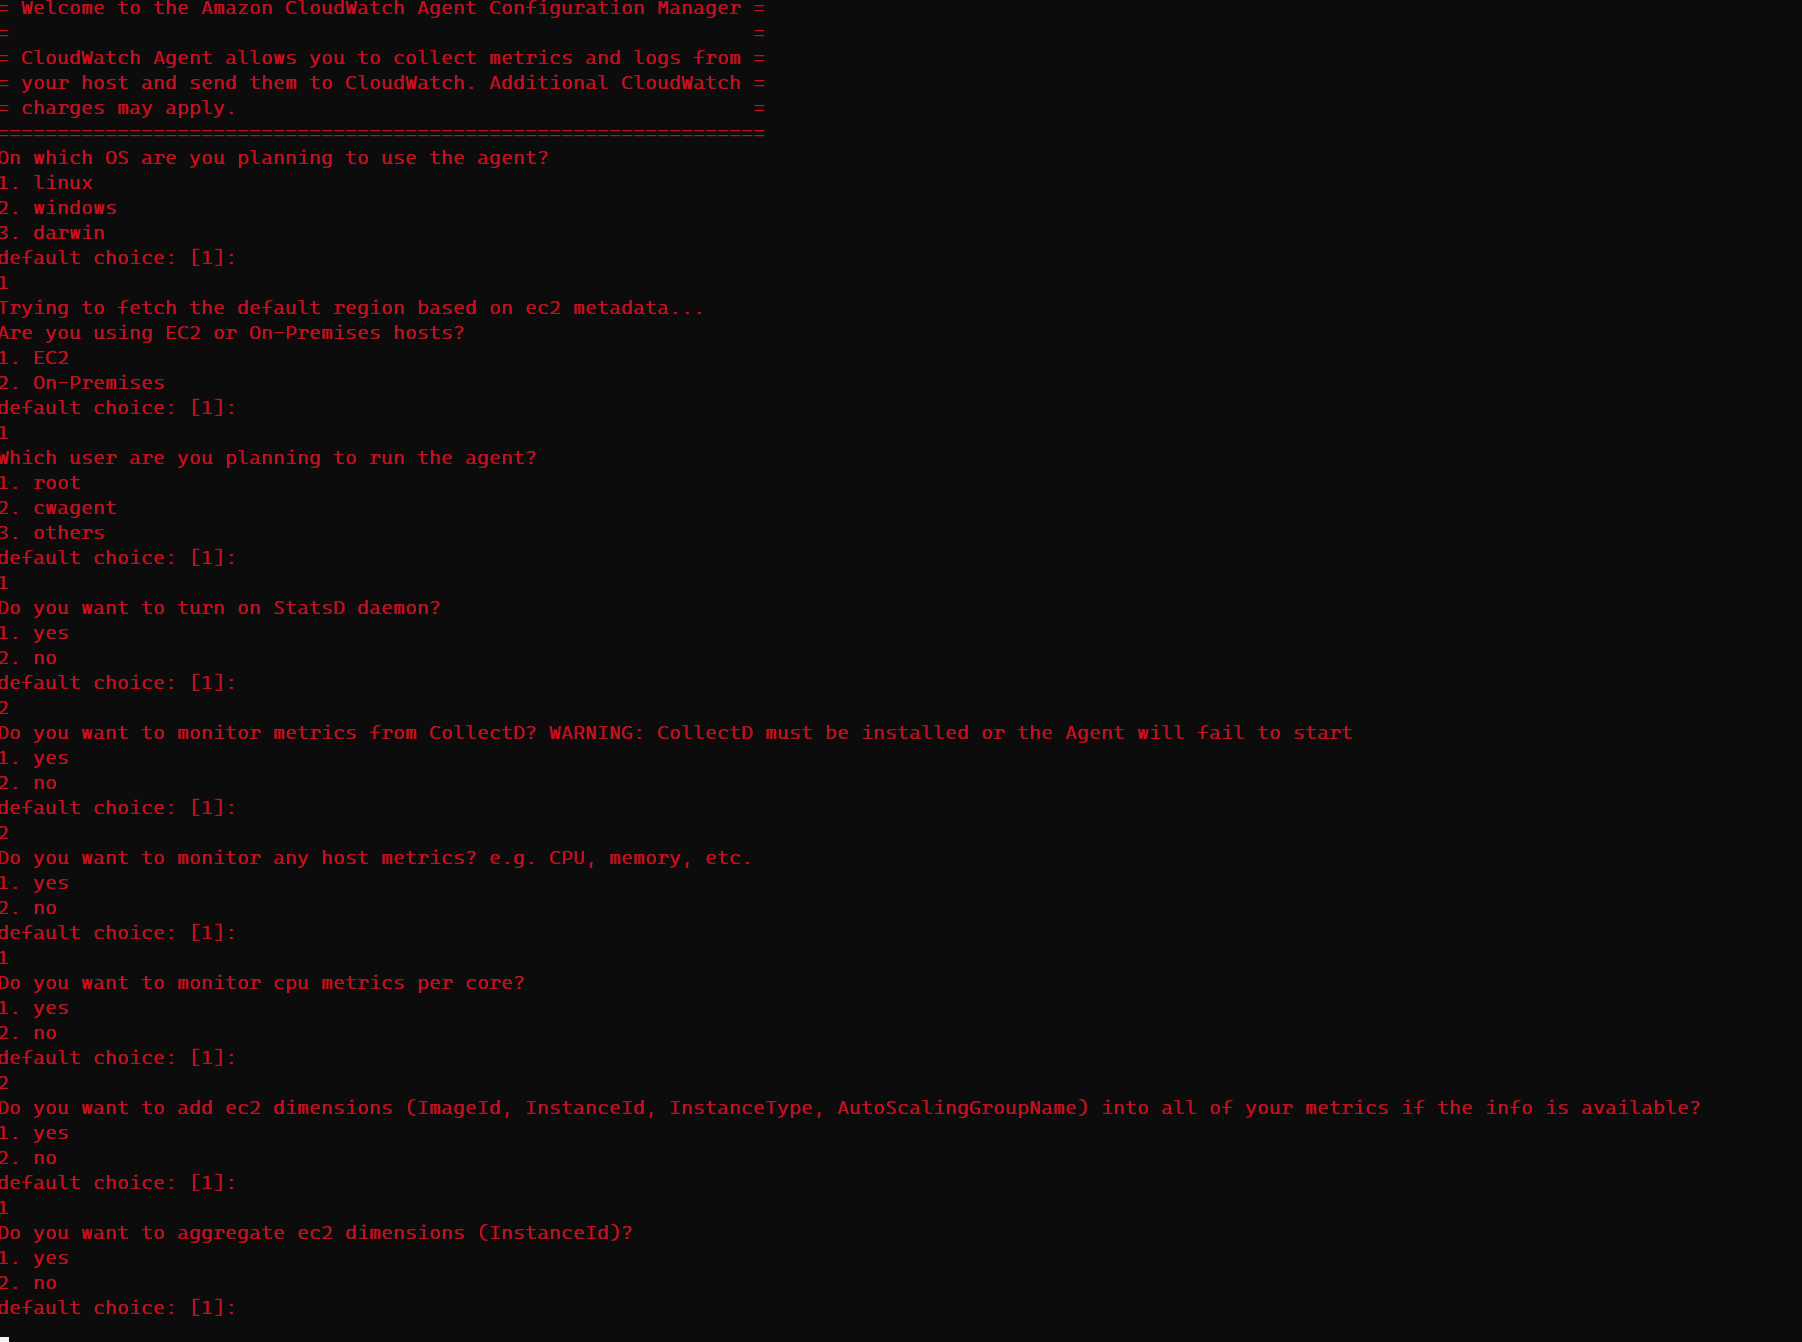 = Welcome to the Amazon CloudWatch Agent Configuration Manager =
=                                                              =
= CloudWatch Agent allows you to collect metrics and logs from =
= your host and send them to CloudWatch. Additional CloudWatch =
= charges may apply.                                           =
================================================================
On which OS are you planning to use the agent?
1. linux
2. windows
3. darwin
default choice: [1]:
1
Trying to fetch the default region based on ec2 metadata...
Are you using EC2 or On-Premises hosts?
1. EC2
2. On-Premises
default choice: [1]:
1
Which user are you planning to run the agent?
1. root
2. cwagent
3. others
default choice: [1]:
1
Do you want to turn on StatsD daemon?
1. yes
2. no
default choice: [1]:
2
Do you want to monitor metrics from CollectD? WARNING: CollectD must be installed or the Agent will fail to start
1. yes
2. no
default choice: [1]:
2
Do you want to monitor any host metrics? e.g. CPU, memory, etc.
1. yes
2. no
default choice: [1]:
1
Do you want to monitor cpu metrics per core?
1. yes
2. no
default choice: [1]:
2
Do you want to add ec2 dimensions (ImageId, InstanceId, InstanceType, AutoScalingGroupName) into all of your metrics if the info is available?
1. yes
2. no
default choice: [1]:
1
Do you want to aggregate ec2 dimensions (InstanceId)?
1. yes
2. no
default choice: [1]: